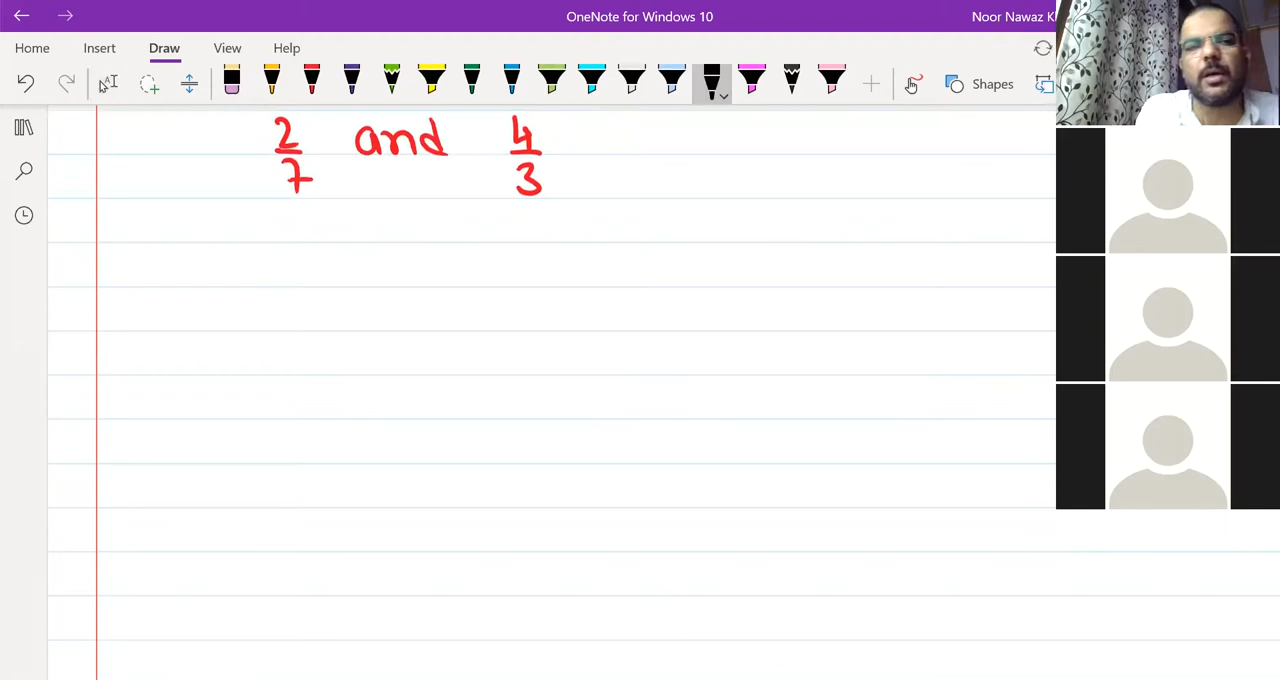 OneNote for Windows 10
Noor Nawaz K
Home Insert Draw View Help
Shapes
2/7 and 4/3